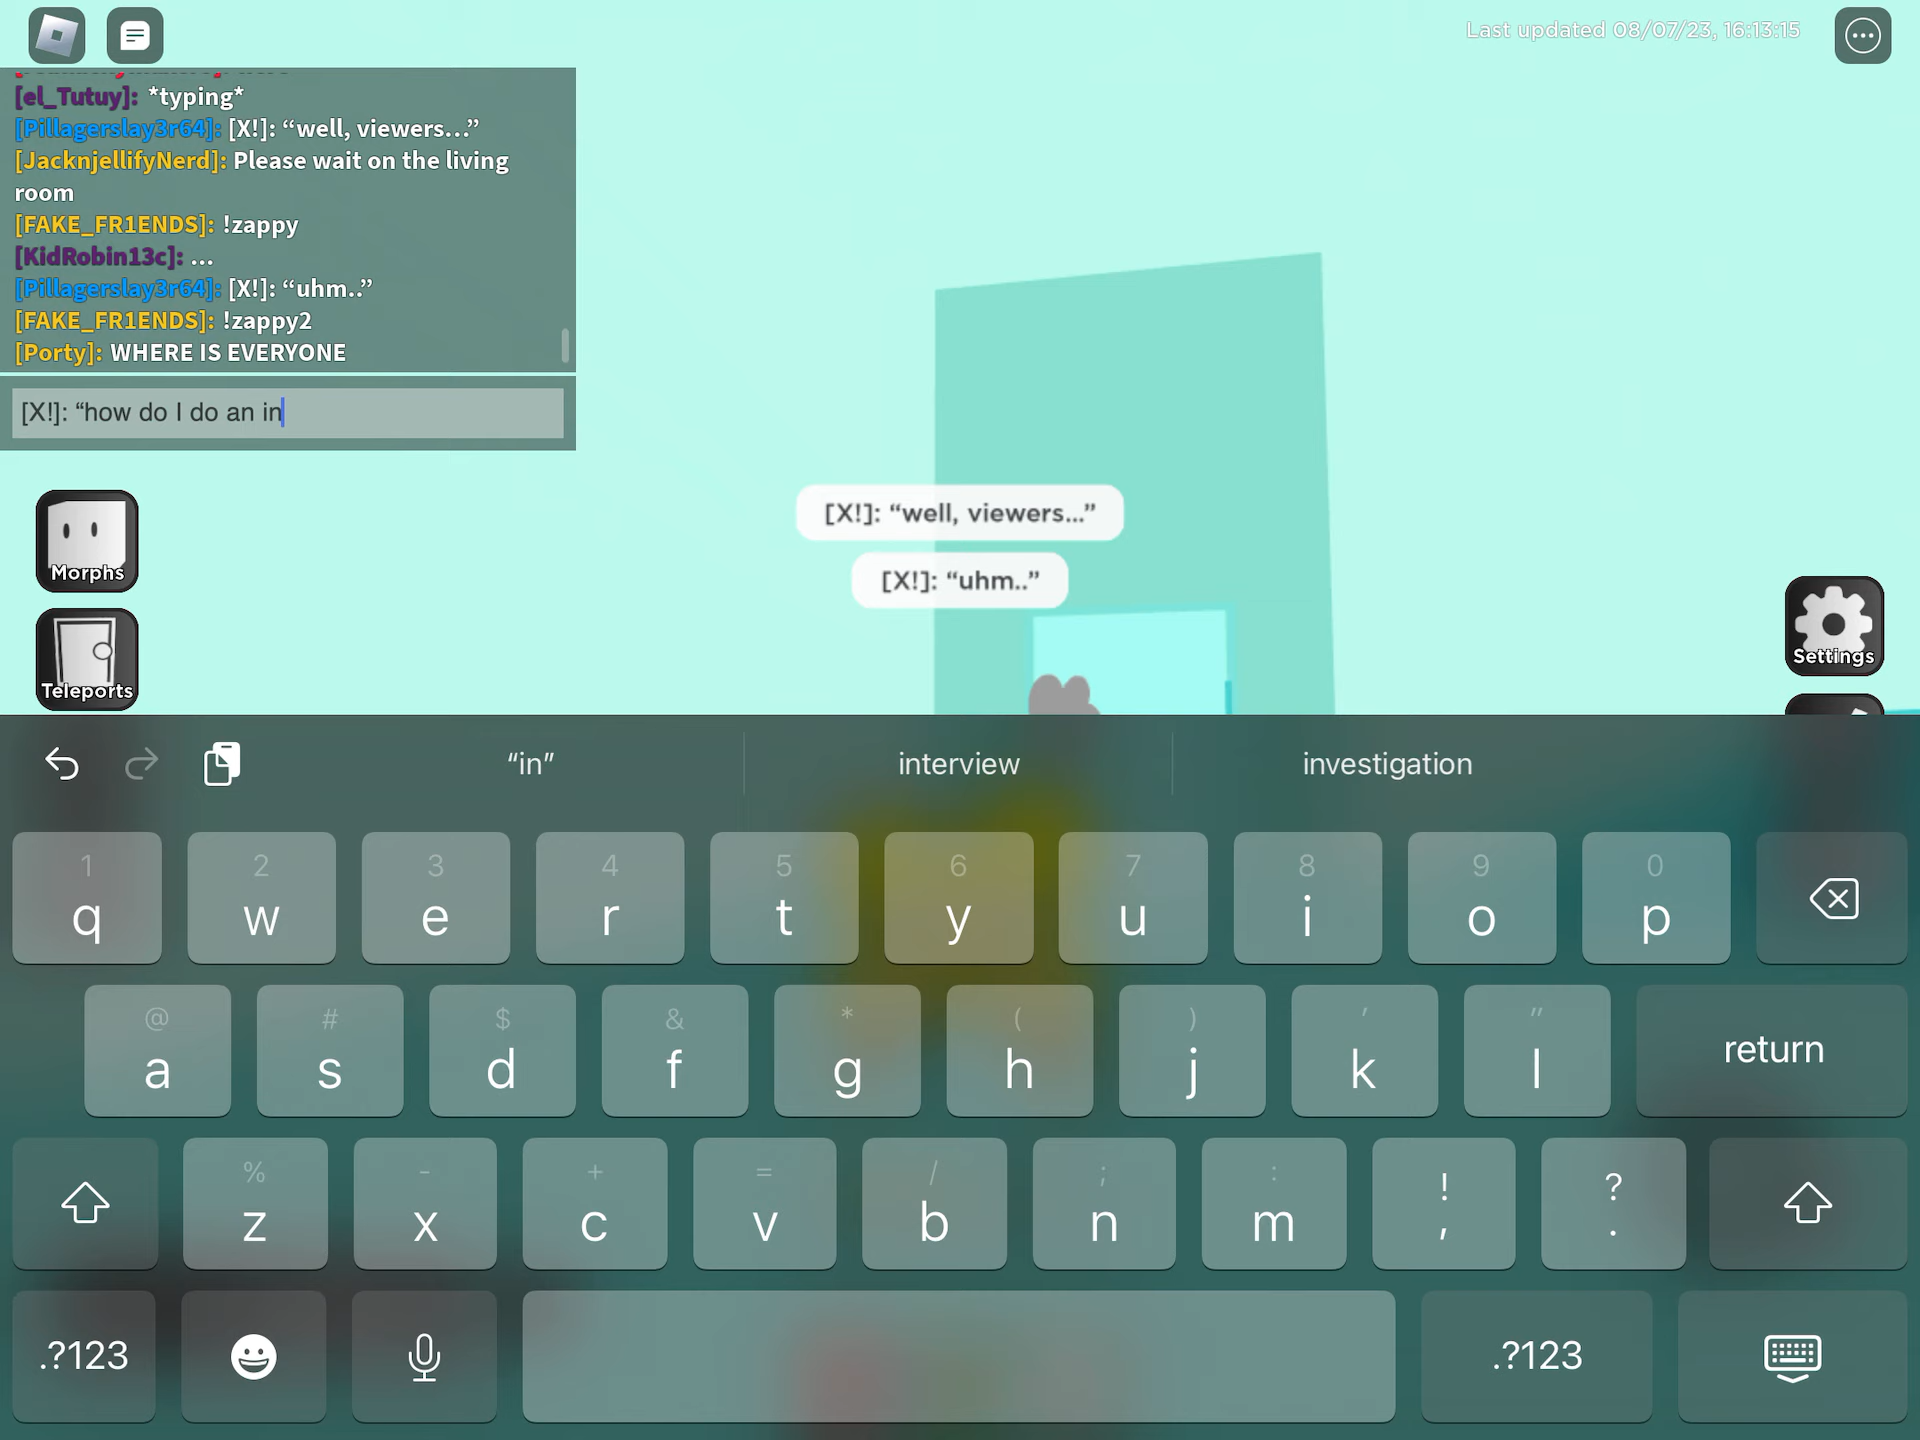 Last updated 08/07/23, 16:13:15
[el_Tutuy]: *typing*
[Pillagerslay3r64]: [X!]: “well, viewers...”
[JacknjellifyNerd]: Please wait on the living
room
[FAKE_FR1ENDS]: !zappy
[KidRobin13c]: ...
[Pillagerslay3r64]: [X!]: “uhm..”
[FAKE_FR1ENDS]: !zappy2
[Porty]: WHERE IS EVERYONE
[X!]: “how do I do an in
[X!]: “well, viewers...”
[X!]: “uhm..”
Morphs
Teleports
Settings
“in” interview investigation
1 2 3 4 5 6 7 8 9 0
q w e r t y u i o p
@ # $ & * ( ) ' "
a s d f g h j k l return
% - + = / ; : ! ?
z x c v b n m , .
.?123 .?123